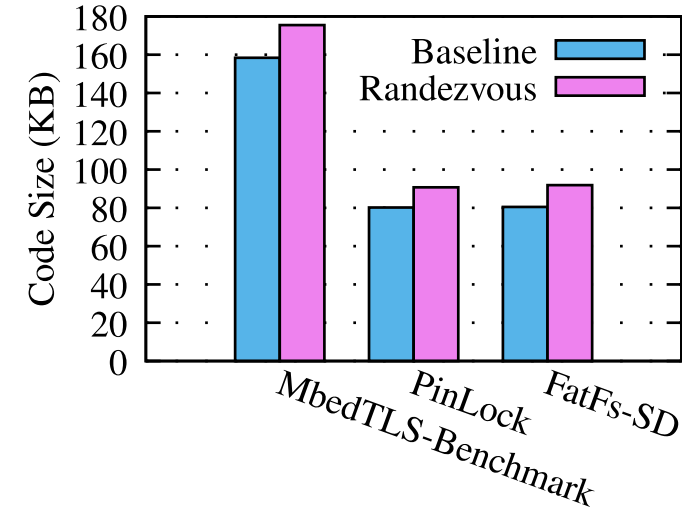 180
160
140
120
100
80
60
40
20
0
Code Size (KB)
Baseline
Randezvous
MbedTLS-Benchmark
PinLock
FatFs-SD